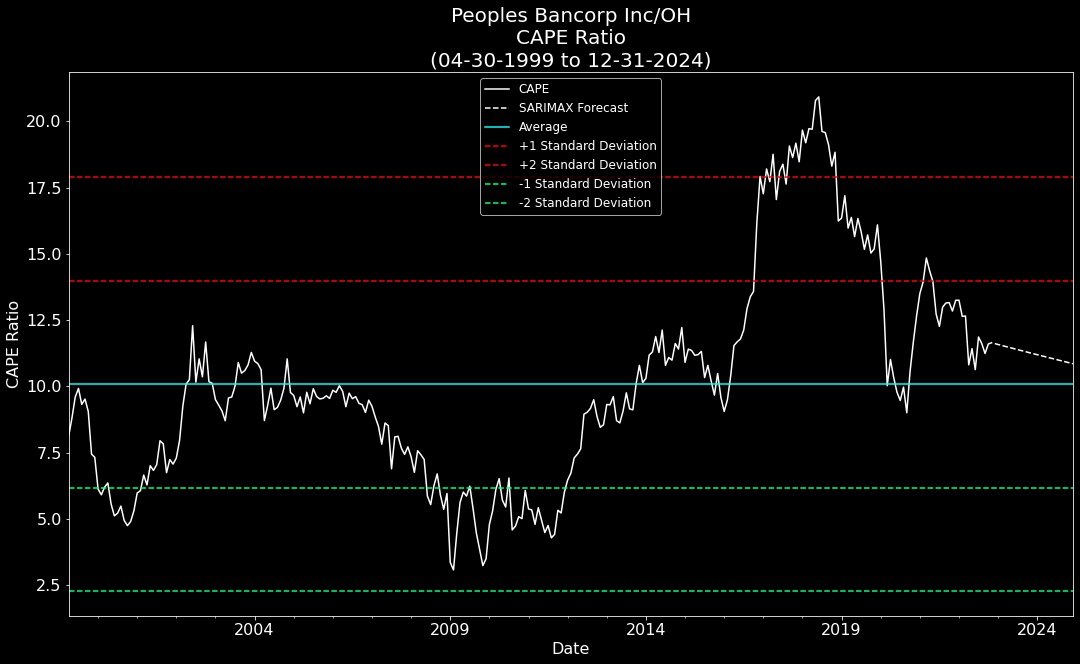 Peoples Bancorp Inc/OH
CAPE Ratio
(04-30-1999 to 12-31-2024)
CAPE
SARIMAX Forecast
Average
+1 Standard Deviation
+2 Standard Deviation
-1 Standard Deviation
-2 Standard Deviation
CAPE Ratio
20.0
17.5
15.0
12.5
10.0
7.5
5.0
2.5
2004 2009 2014 2019 2024
Date